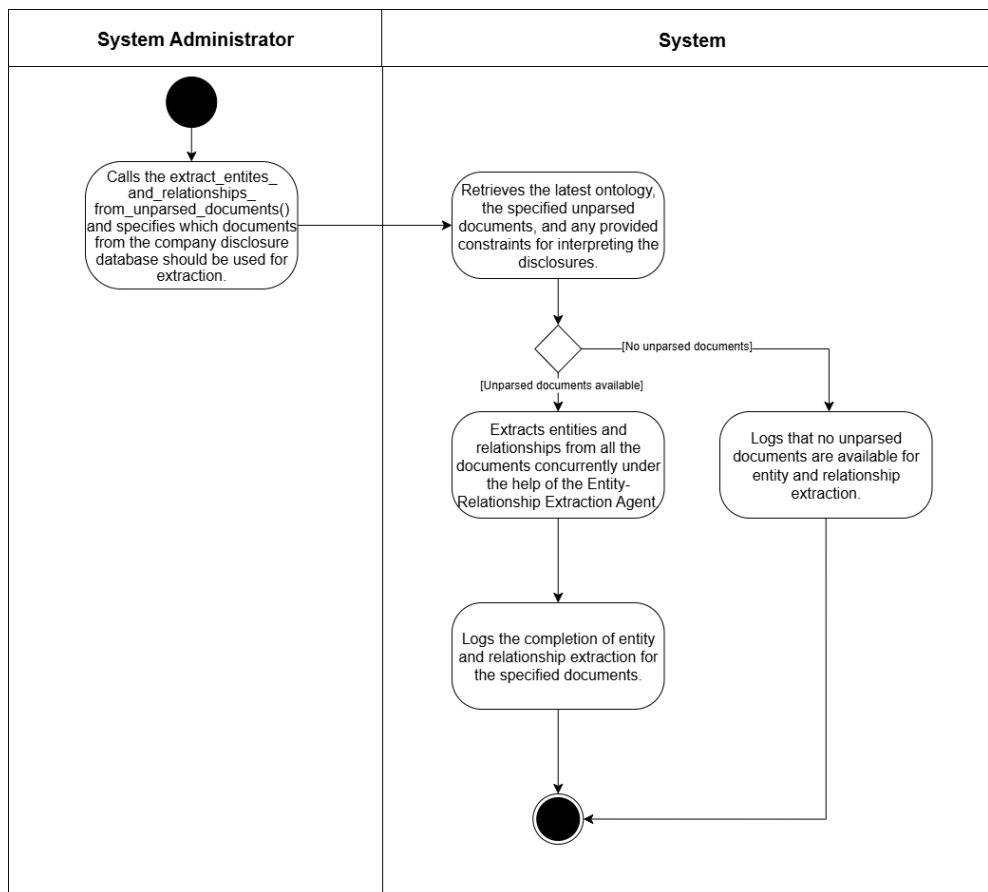 System Administrator
System
Calls the extract_entites_
and_relationships_
from_unparsed_documents()
and specifies which documents
from the company disclosure
database should be used for
extraction.
Retrieves the latest ontology,
the specified unparsed
documents, and any provided
constraints for interpreting the
disclosures.
[No unparsed documents]
[Unparsed documents available]
Extracts entities and
relationships from all the
documents concurrently under
the help of the Entity-
Relationship Extraction Agent.
Logs that no unparsed
documents are available for
entity and relationship
extraction.
Logs the completion of entity
and relationship extraction for
the specified documents.